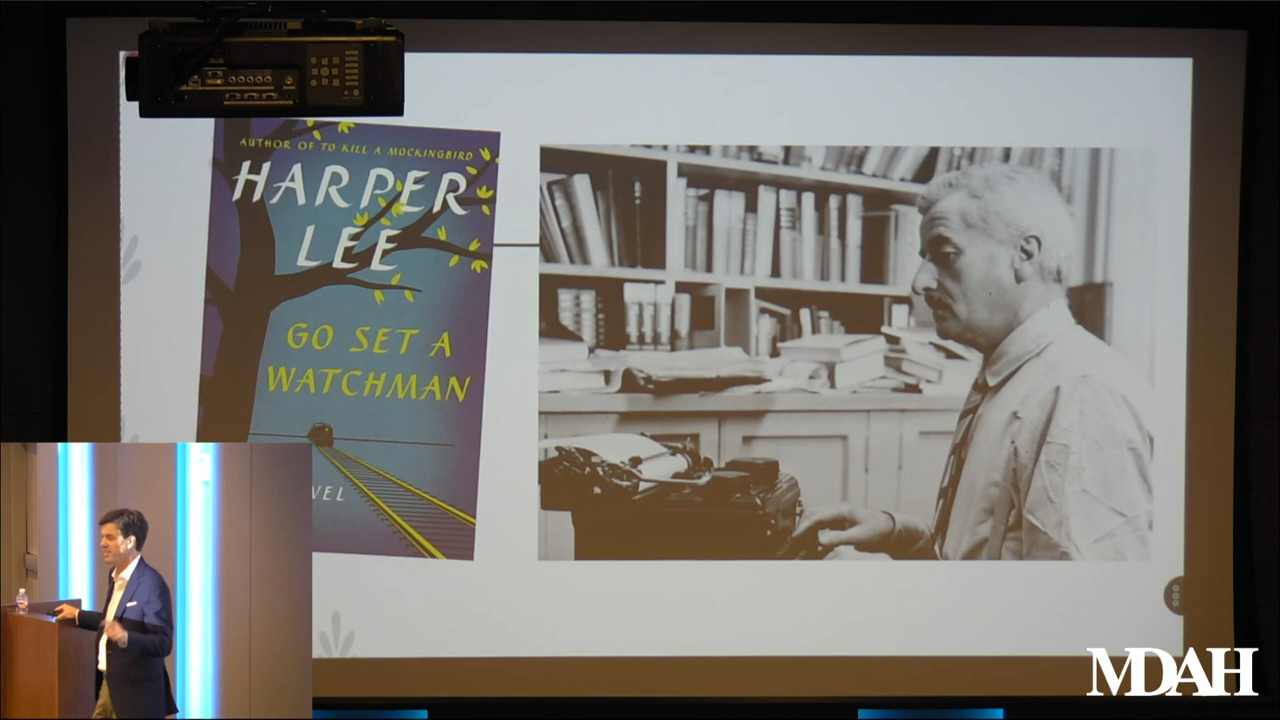 AUTHOR OF TO KILL A MOCKINGBIRD
HARPER
LEE
GO SET A
WATCHMAN
VEL
MDAH